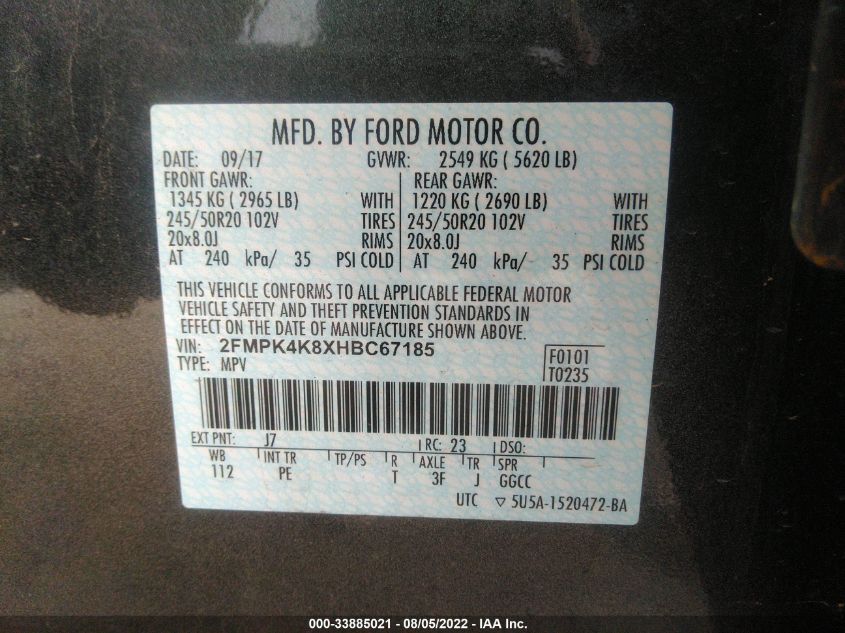 MFD. BY FORD MOTOR CO.
DATE: 09/17 GVWR: 2549 KG ( 5620 LB)
FRONT GAWR: REAR GAWR:
1345 KG ( 2965 LB) WITH 1220 KG ( 2690 LB) WITH
245/50R20 102V TIRES 245/50R20 102V TIRES
20x8.0J RIMS 20x8.0J RIMS
AT 240 kPa/ 35 PSI COLD AT 240 kPa/ 35 PSI COLD
THIS VEHICLE CONFORMS TO ALL APPLICABLE FEDERAL MOTOR
VEHICLE SAFETY AND THEFT PREVENTION STANDARDS IN
EFFECT ON THE DATE OF MANUFACTURE SHOWN ABOVE.
VIN: 2FMPK4K8XHBC67185 F0101
TYPE: MPV T0235
EXT PNT: J7 RC: 23 DSO:
WB INT TR TP/PS R AXLE TR SPR
112 PE T 3F J GGCC
UTC ▽ 5U5A-1520472-BA
000-33885021 - 08/05/2022 - IAA Inc.